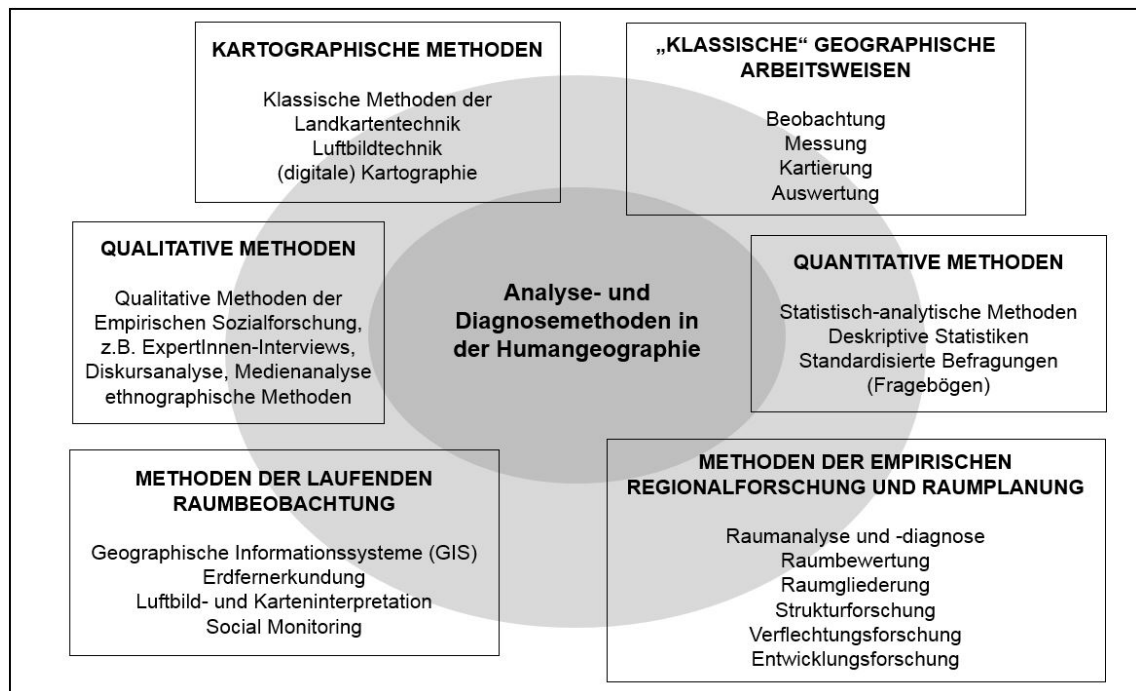 KARTOGRAPHISCHE METHODEN
Klassische Methoden der
Landkartentechnik
Luftbildtechnik
(digitale) Kartographie
„KLASSISCHE“ GEOGRAPHISCHE
ARBEITSWEISEN
Beobachtung
Messung
Kartierung
Auswertung
QUALITATIVE METHODEN
Qualitative Methoden der
Empirischen Sozialforschung,
z.B. ExpertInnen-Interviews,
Diskursanalyse, Medienanalyse
ethnographische Methoden
Analyse- und
Diagnosemethoden in
der Humangeographie
QUANTITATIVE METHODEN
Statistisch-analytische Methoden
Deskriptive Statistiken
Standardisierte Befragungen
(Fragebögen)
METHODEN DER LAUFENDEN
RAUMBEOBACHTUNG
Geographische Informationssysteme (GIS)
Erdfernerkundung
Luftbild- und Karteninterpretation
Social Monitoring
METHODEN DER EMPIRISCHEN
REGIONALFORSCHUNG UND RAUMPLANUNG
Raumanalyse und -diagnose
Raumbewertung
Raumgliederung
Strukturforschung
Verflechtungsforschung
Entwicklungsforschung